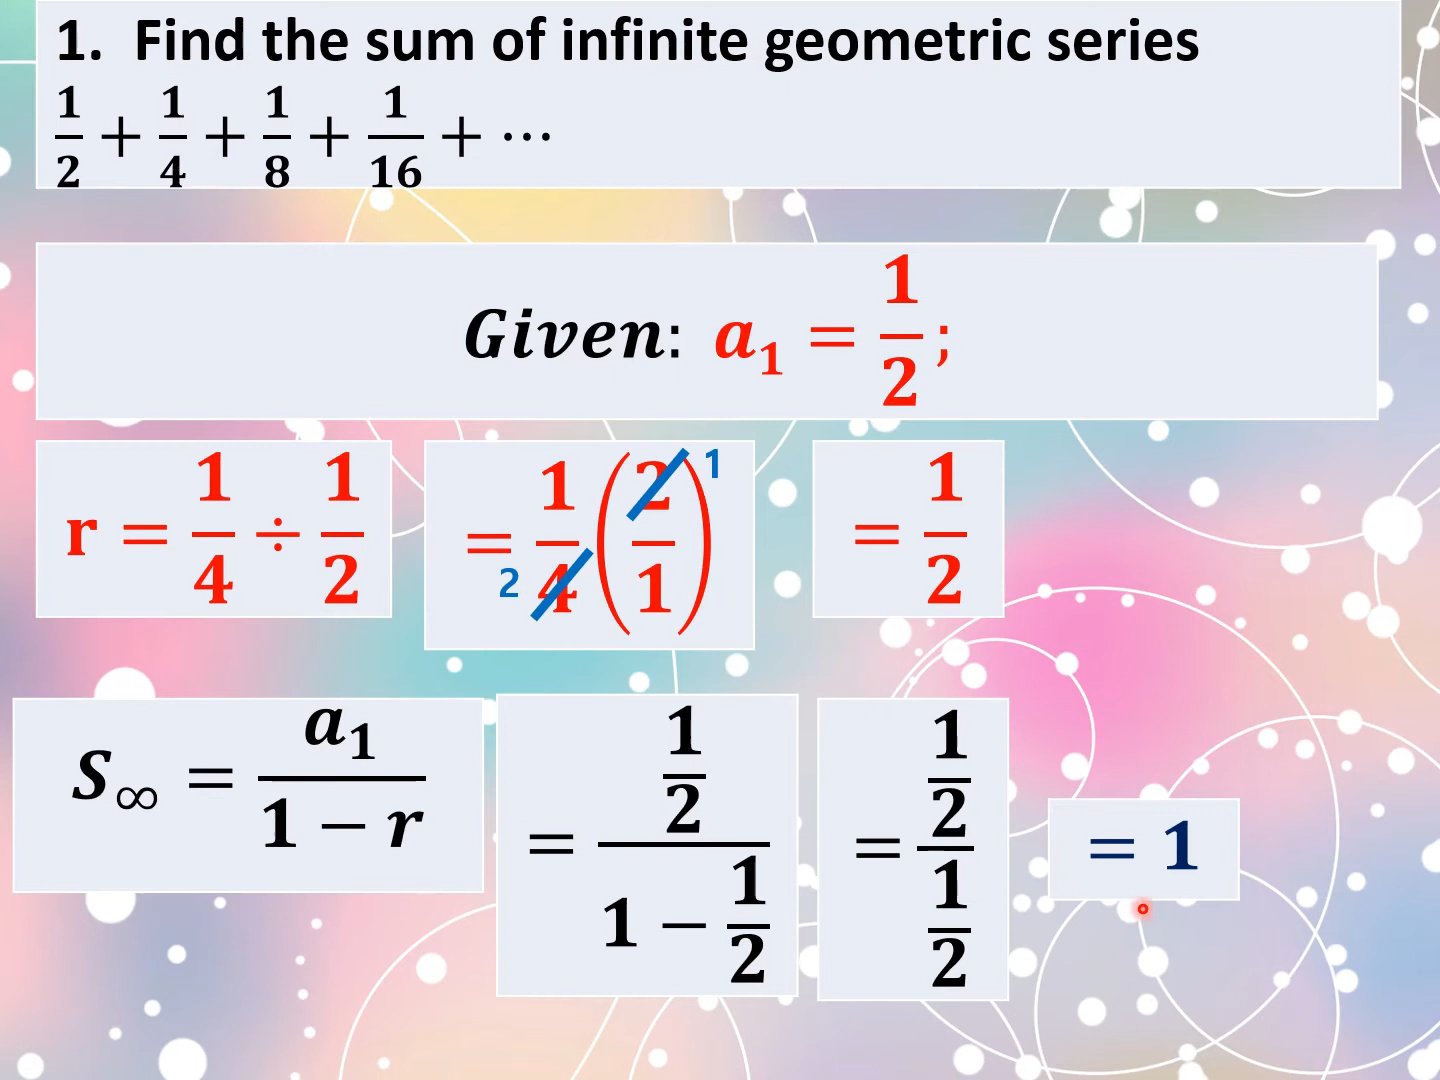 1. Find the sum of infinite geometric series
1/2 + 1/4 + 1/8 + 1/16 + ⋯
Given: a₁ = 1/2;
r = 1/4 ÷ 1/2
= 1/4 (2/1)
2 1
= 1/2
S∞ = a₁/(1 − r)
= (1/2)/(1 − 1/2)
= (1/2)/(1/2)
= 1